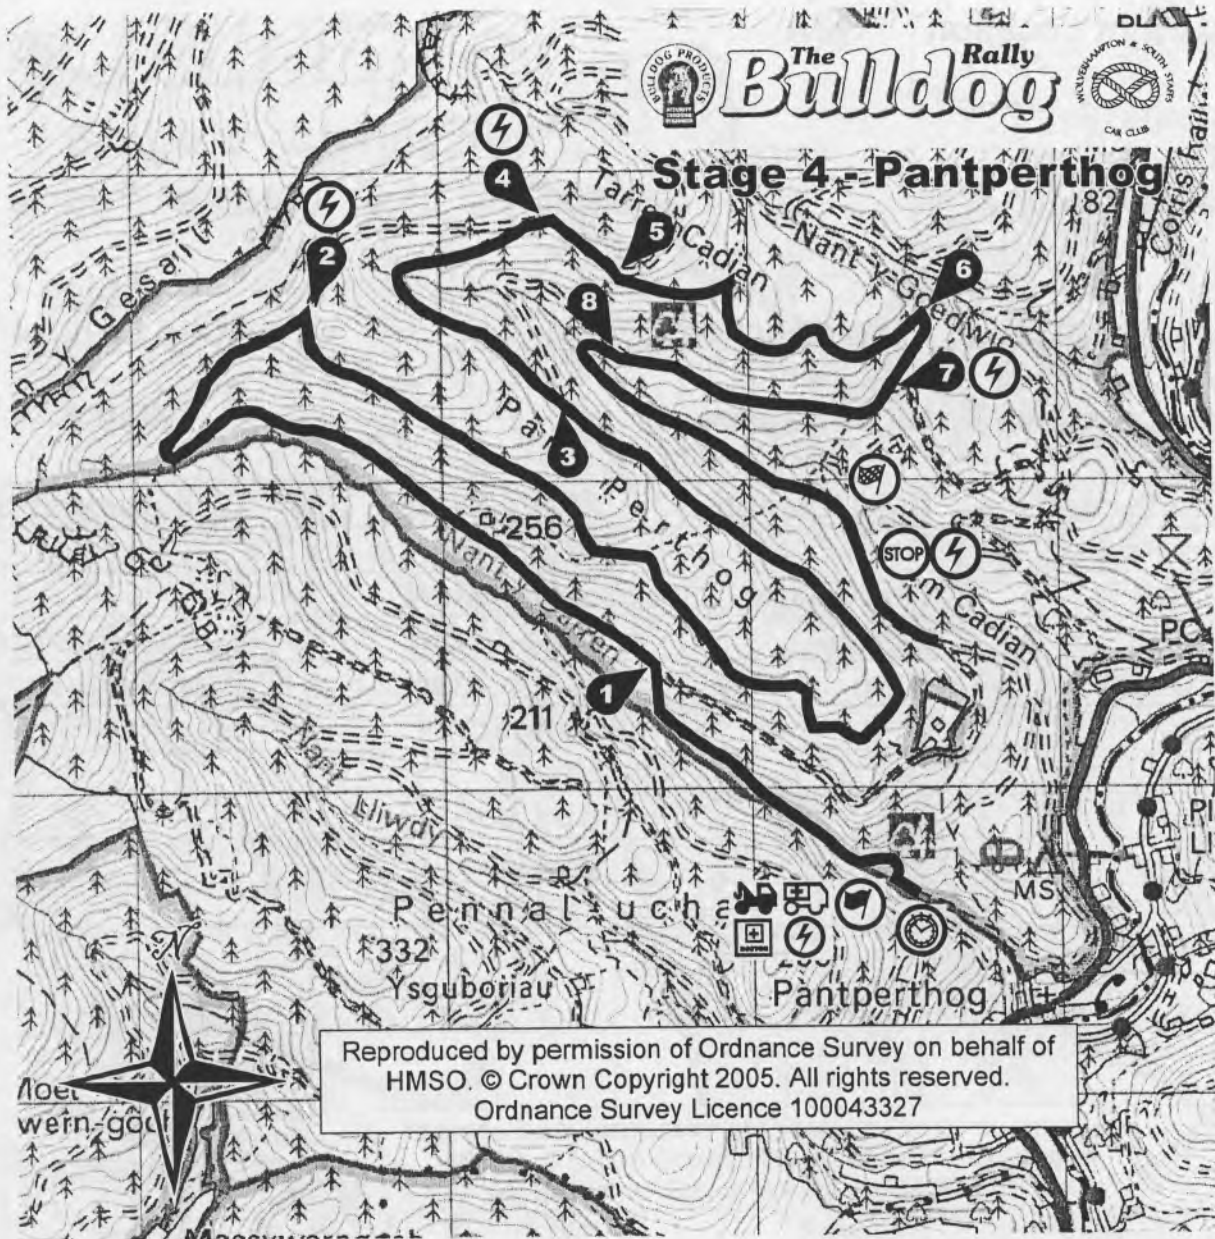 The Rally
Bulldog
BULLDOG PRODUCTS
WOLVERHAMPTON & SOUTH STAFFS
CAR CLUB
Stage 4 - Pantperthog
82
Corris
4
Tarren Cadian
5
Nant y Goedwig
6
2
Gesail
8
7
3
Parc Perthog
256
STOP
Cwm Cadian
PC
Nant y Darren
1
211
Nant Lliwdy
MS
Pennal ucha
332
Ysguboriau
Pantperthog
N
Reproduced by permission of Ordnance Survey on behalf of
HMSO. © Crown Copyright 2005. All rights reserved.
Ordnance Survey Licence 100043327